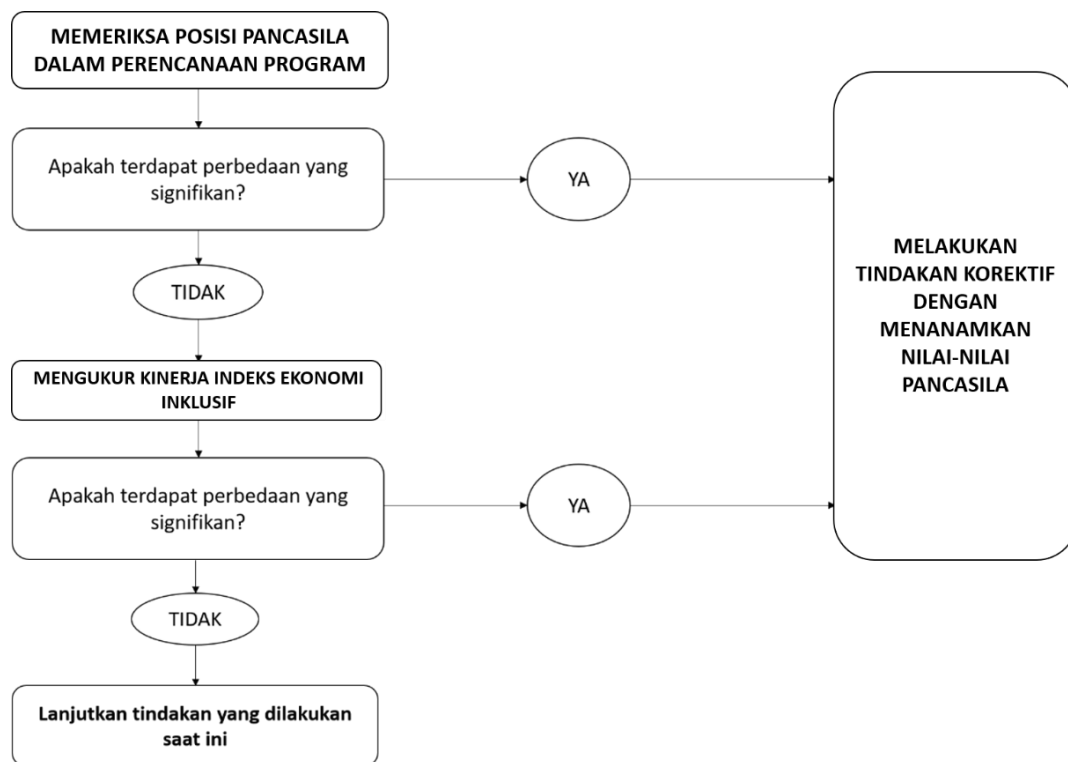 MEMERIKSA POSISI PANCASILA
DALAM PERENCANAAN PROGRAM
Apakah terdapat perbedaan yang
signifikan?
YA
TIDAK
MELAKUKAN
TINDAKAN KOREKTIF
DENGAN
MENANAMKAN
NILAI-NILAI
PANCASILA
MENGUKUR KINERJA INDEKS EKONOMI
INKLUSIF
Apakah terdapat perbedaan yang
signifikan?
YA
TIDAK
Lanjutkan tindakan yang dilakukan
saat ini